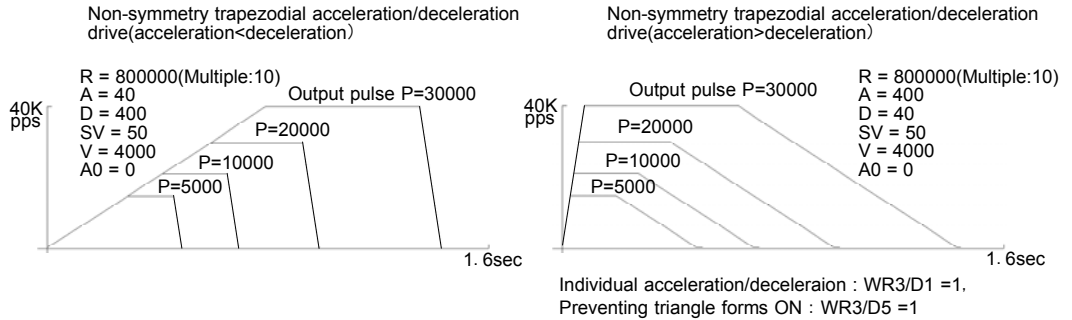 Non-symmetry trapezodial acceleration/deceleration
drive(acceleration<deceleration）
R = 800000(Multiple:10)
A = 40
D = 400
SV = 50
V = 4000
A0 = 0
40K
pps
Output pulse P=30000
P=20000
P=10000
P=5000
1. 6sec
Non-symmetry trapezodial acceleration/deceleration
drive(acceleration>deceleration）
R = 800000(Multiple:10)
A = 400
D = 40
SV = 50
V = 4000
A0 = 0
40K
pps
Output pulse P=30000
P=20000
P=10000
P=5000
1. 6sec
Individual acceleration/deceleraion : WR3/D1 =1,
Preventing triangle forms ON : WR3/D5 =1